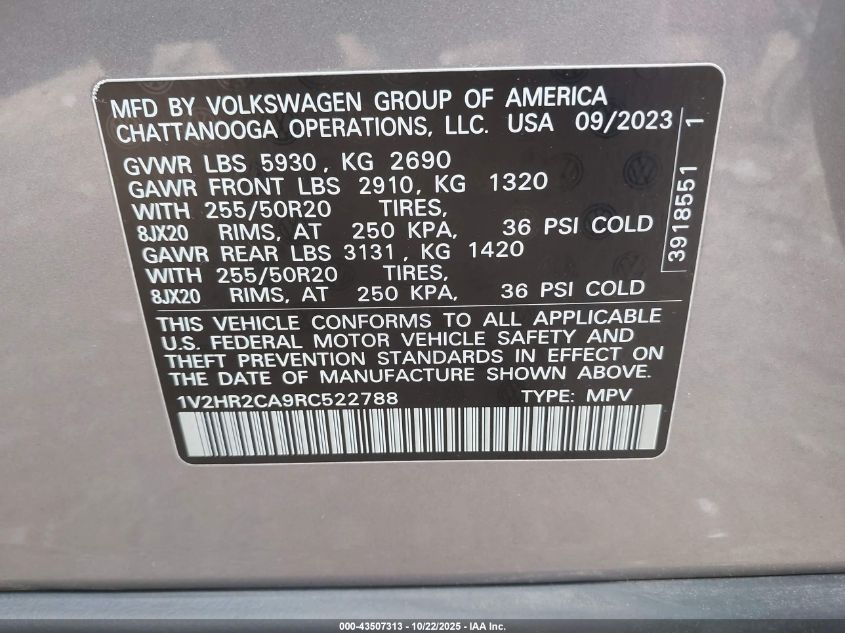 MFD BY VOLKSWAGEN GROUP OF AMERICA
CHATTANOOGA OPERATIONS, LLC. USA 09/2023
GVWR LBS 5930, KG 2690
GAWR FRONT LBS 2910, KG 1320
WITH 255/50R20 TIRES,
8JX20 RIMS, AT 250 KPA, 36 PSI COLD
GAWR REAR LBS 3131, KG 1420
WITH 255/50R20 TIRES,
8JX20 RIMS, AT 250 KPA, 36 PSI COLD
THIS VEHICLE CONFORMS TO ALL APPLICABLE
U.S. FEDERAL MOTOR VEHICLE SAFETY AND
THEFT PREVENTION STANDARDS IN EFFECT ON
THE DATE OF MANUFACTURE SHOWN ABOVE.
1V2HR2CA9RC522788 TYPE: MPV
3918551 1
000-43507313 - 10/22/2025 - IAA Inc.